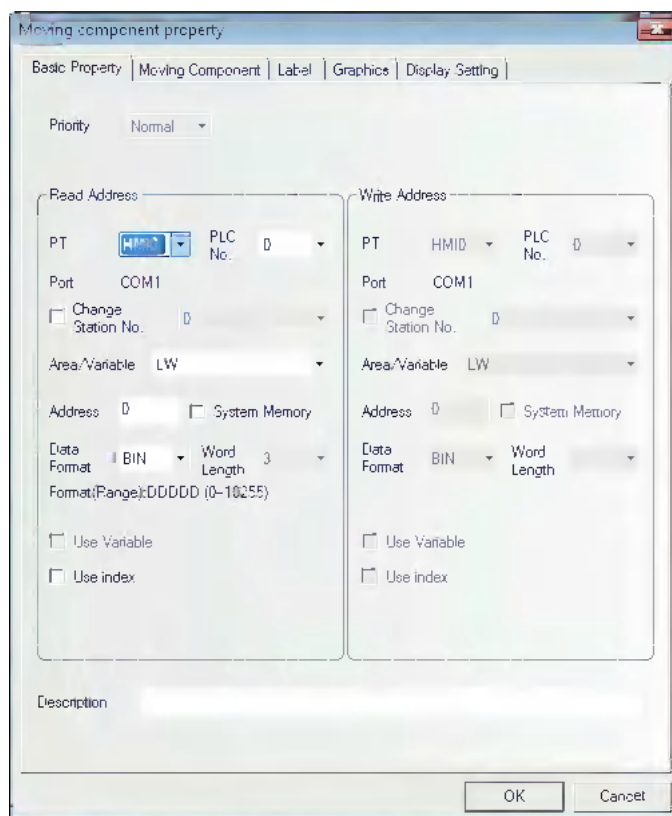 Moving component property
Basic Property Moving Component Label Graphics Display Setting
Priority Normal
Read Address
PT HMI0 PLC No. 0
Port COM1
Change Station No. 0
Area/Variable LW
Address 0 System Memory
Data Format BIN Word Length 3
Format(Range):DDDDD (0~10255)
Use Variable
Use index
Write Address
PT HMI0 PLC No. 0
Port COM1
Change Station No. 0
Area/Variable LW
Address 0 System Memory
Data Format BIN Word Length
Use Variable
Use index
Description
OK Cancel